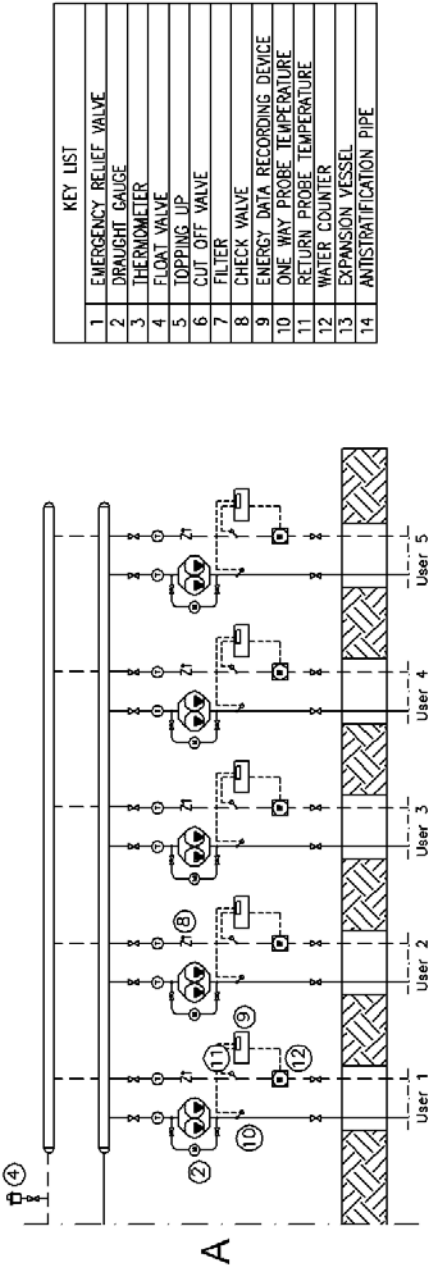 KEY LIST
1 EMERGENCY RELIEF VALVE
2 DRAUGHT GAUGE
3 THERMOMETER
4 FLOAT VALVE
5 TOPPING UP
6 CUT OFF VALVE
7 FILTER
8 CHECK VALVE
9 ENERGY DATA RECORDING DEVICE
10 ONE WAY PROBE TEMPERATURE
11 RETURN PROBE TEMPERATURE
12 WATER COUNTER
13 EXPANSION VESSEL
14 ANTISTRATIFICATION PIPE
4
A
2
10
11
9
12
8
T T T T T T T T T T
M M M M M
User 1
User 2
User 3
User 4
User 5